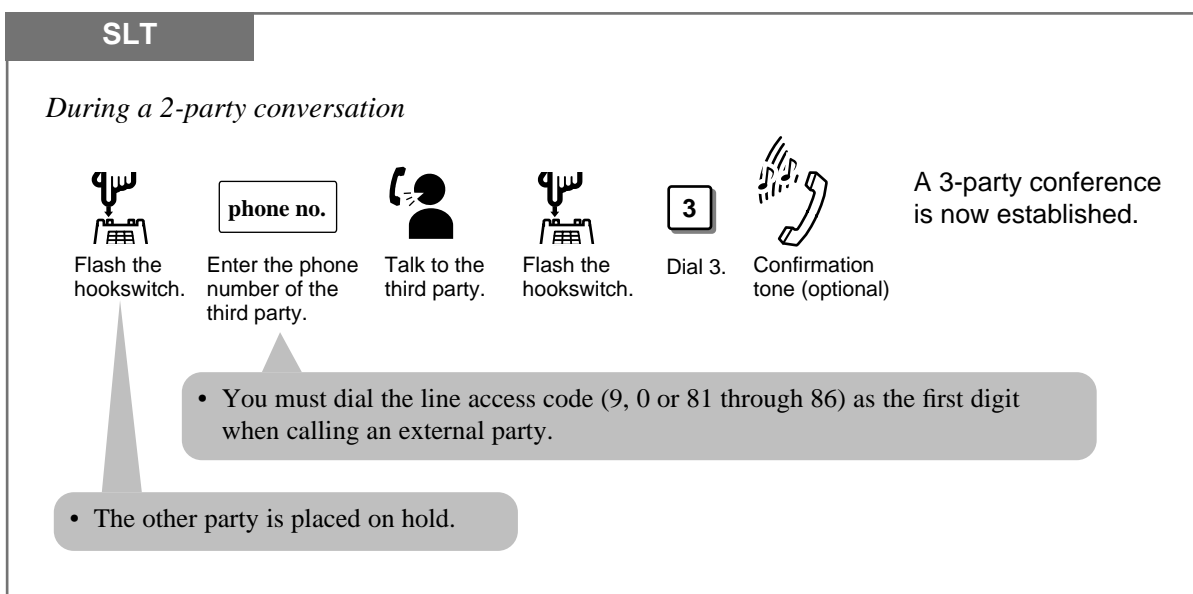 SLT
During a 2-party conversation
phone no.
3
A 3-party conference
is now established.
Flash the
hookswitch.
Enter the phone
number of the
third party.
Talk to the
third party.
Flash the
hookswitch.
Dial 3.
Confirmation
tone (optional)
• You must dial the line access code (9, 0 or 81 through 86) as the first digit
when calling an external party.
• The other party is placed on hold.